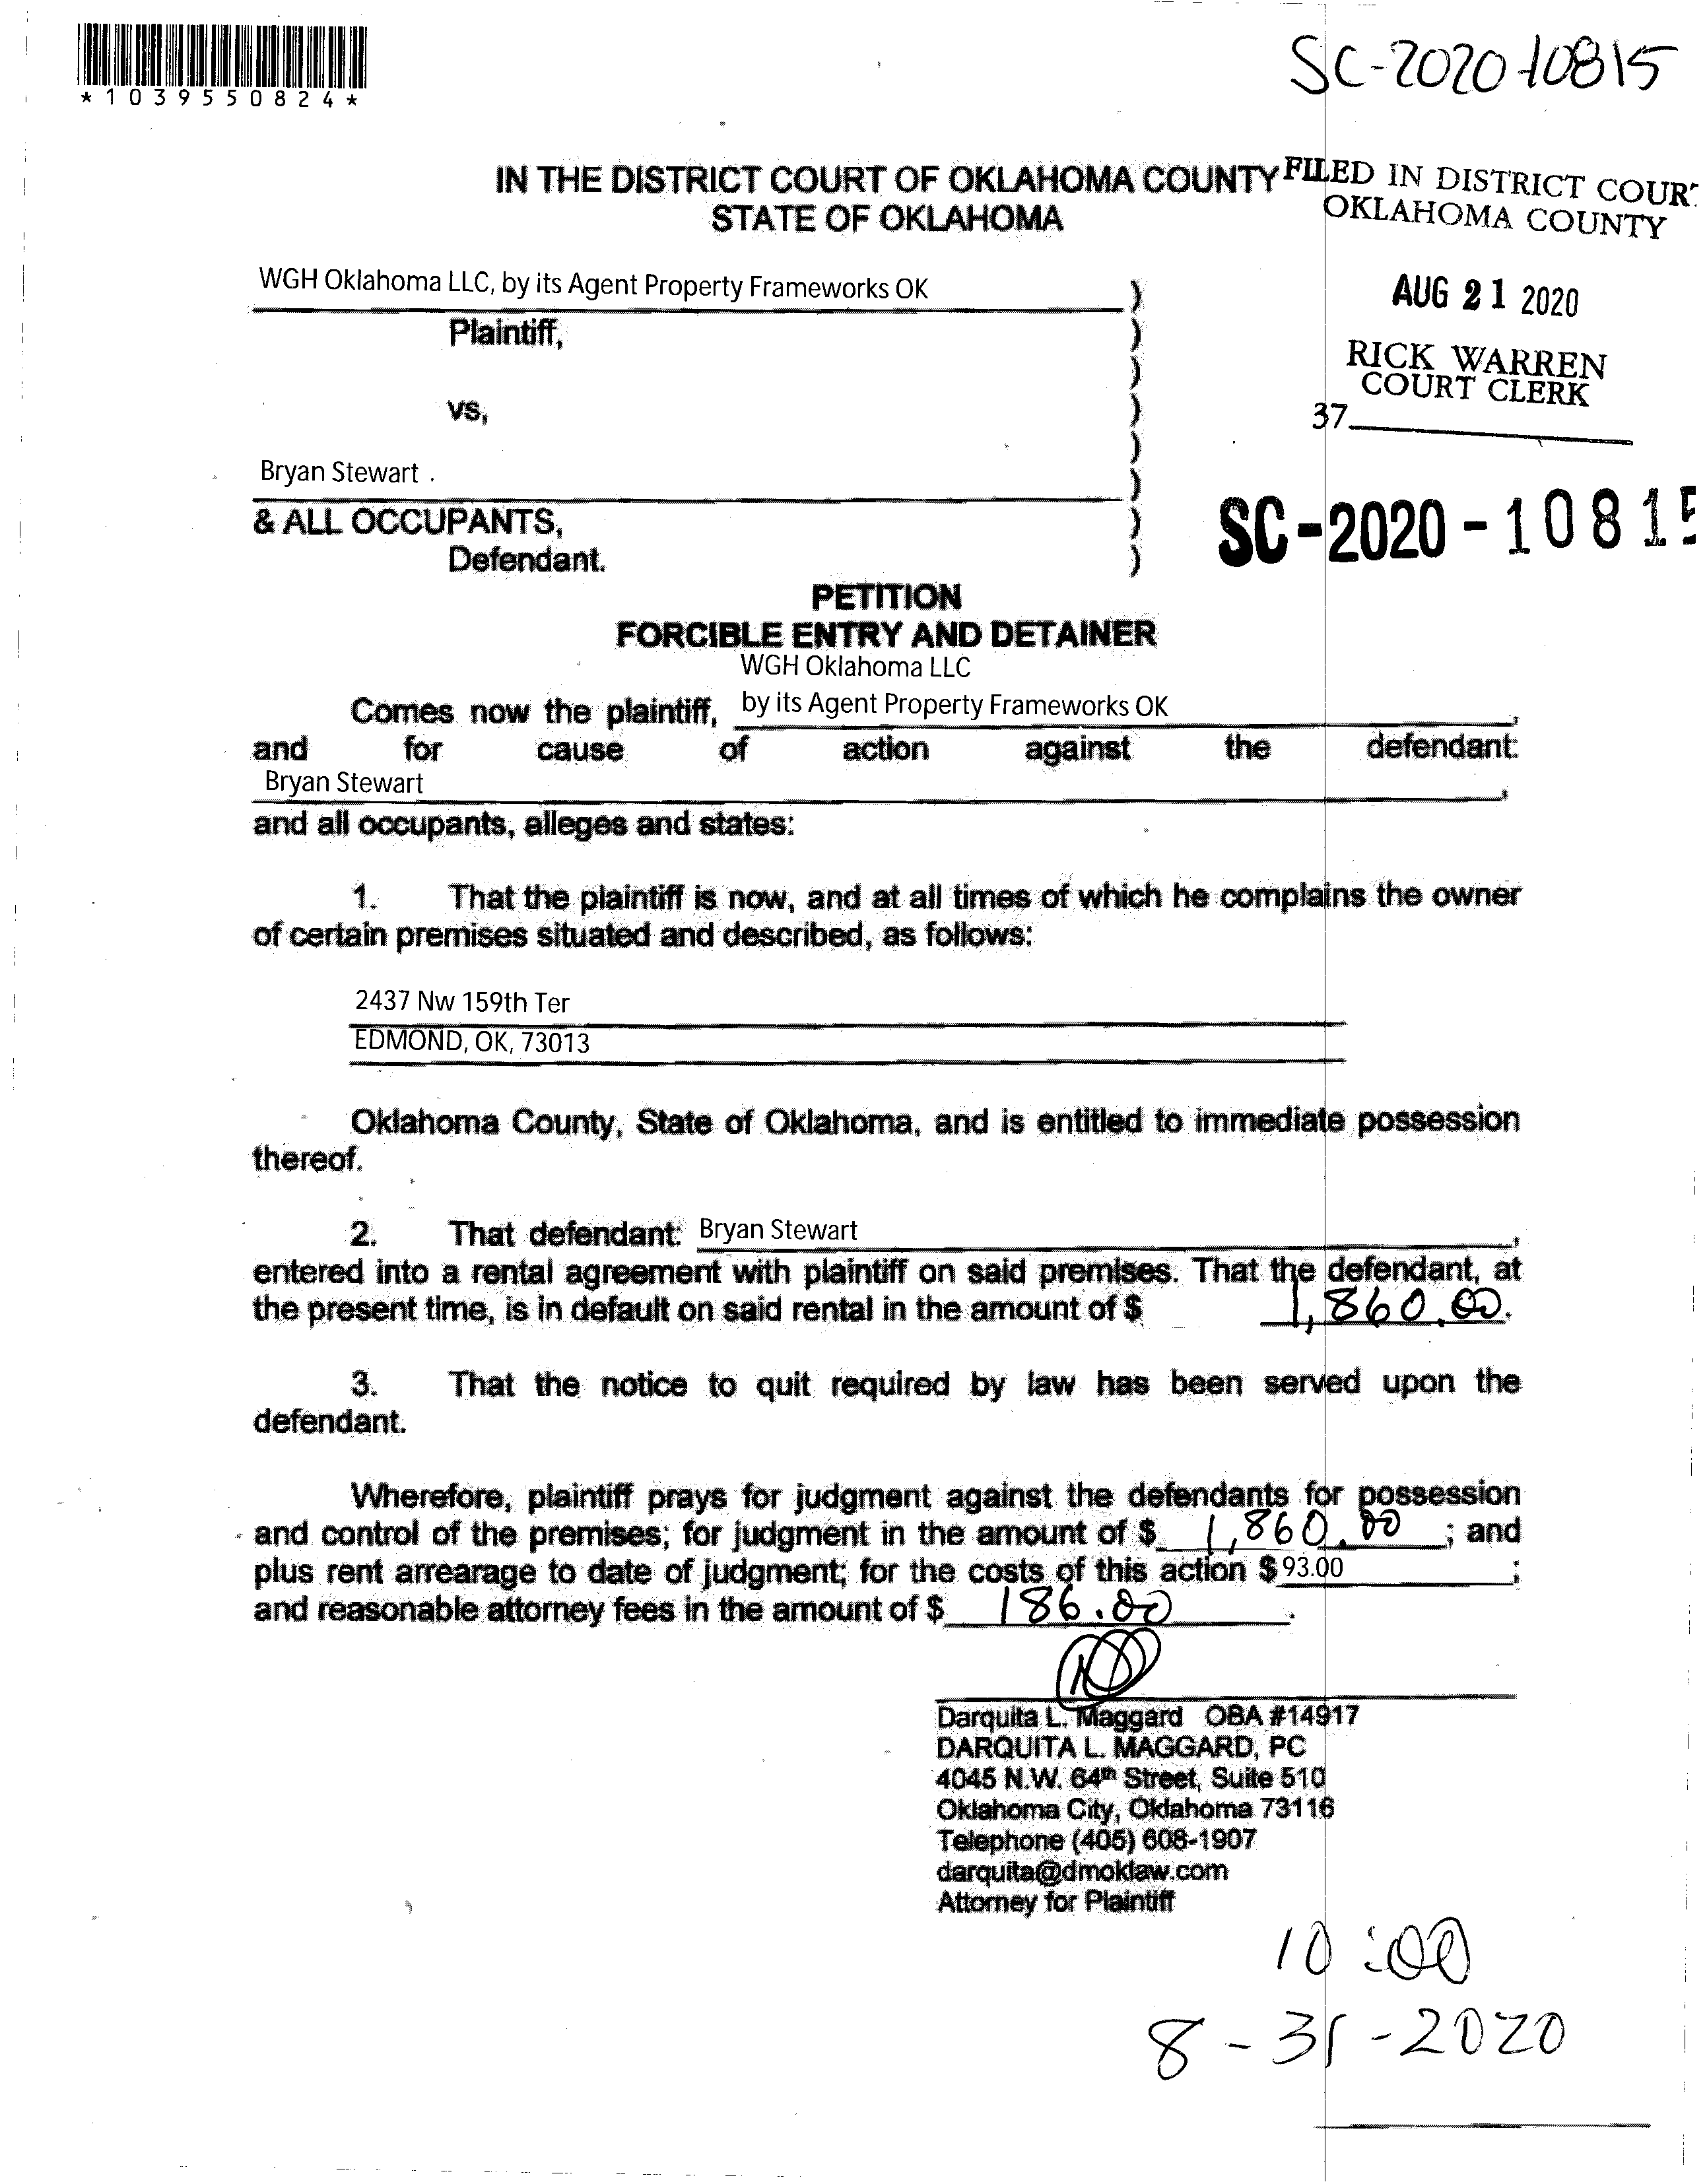 *1039550824*
SC-2020-10815
IN THE DISTRICT COURT OF OKLAHOMA COUNTY
STATE OF OKLAHOMA
FILED IN DISTRICT COUR
OKLAHOMA COUNTY
AUG 21 2020
RICK WARREN
COURT CLERK
37
WGH Oklahoma LLC, by its Agent Property Frameworks OK )
Plaintiff, )
)
vs, )
)
Bryan Stewart . )
& ALL OCCUPANTS, )
Defendant. )
SC-2020-10815
PETITION
FORCIBLE ENTRY AND DETAINER
WGH Oklahoma LLC
Comes now the plaintiff, by its Agent Property Frameworks OK,
and for cause of action against the defendant:
Bryan Stewart,
and all occupants, alleges and states:
1. That the plaintiff is now, and at all times of which he complains the owner
of certain premises situated and described, as follows:
2437 Nw 159th Ter
EDMOND, OK, 73013
Oklahoma County, State of Oklahoma, and is entitled to immediate possession
thereof.
2. That defendant: Bryan Stewart,
entered into a rental agreement with plaintiff on said premises. That the defendant, at
the present time, is in default on said rental in the amount of $ 1,860.00.
3. That the notice to quit required by law has been served upon the
defendant.
Wherefore, plaintiff prays for judgment against the defendants for possession
and control of the premises; for judgment in the amount of $ 1,860.00 ; and
plus rent arrearage to date of judgment; for the costs of this action $ 93.00 ;
and reasonable attorney fees in the amount of $ 186.00 .
Darquita L. Maggard OBA #14917
DARQUITA L. MAGGARD, PC
4045 N.W. 64th Street, Suite 510
Oklahoma City, Oklahoma 73116
Telephone (405) 608-1907
darquita@dmoklaw.com
Attorney for Plaintiff
10:00
8-31-2020